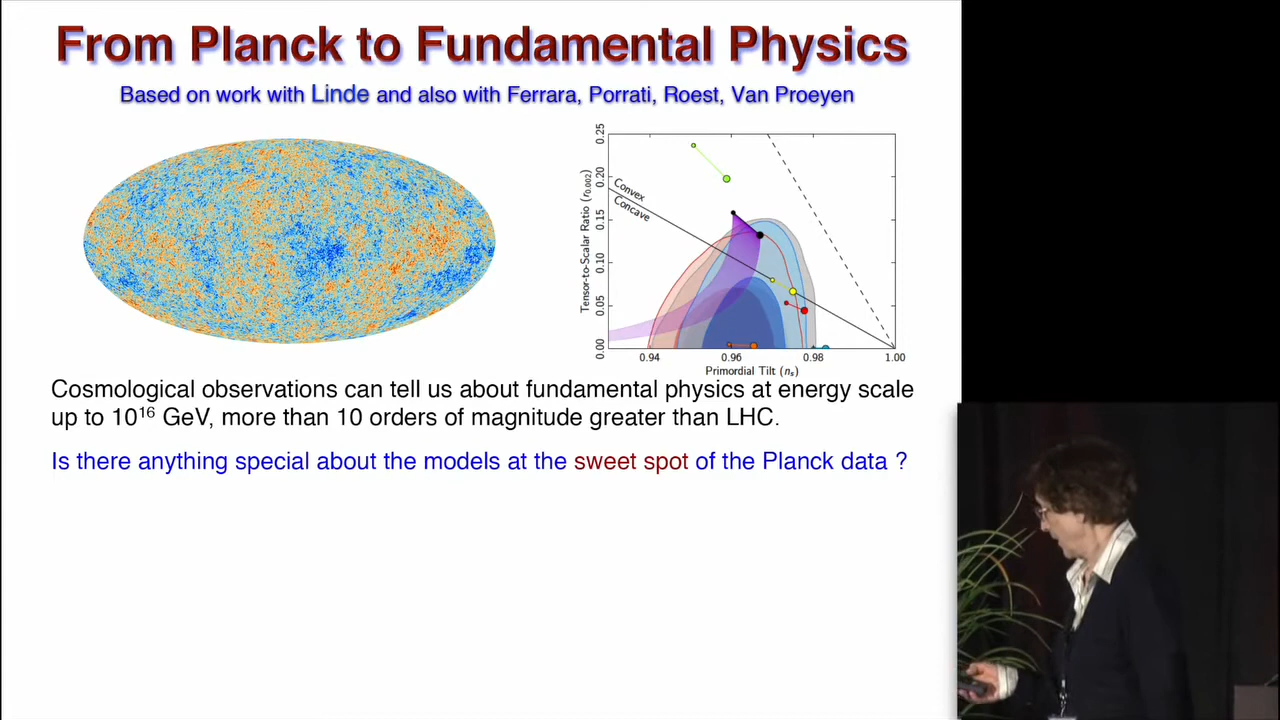 From Planck to Fundamental Physics
Based on work with Linde and also with Ferrara, Porrati, Roest, Van Proeyen
0.25
0.20
0.15
0.10
0.05
0.00
Tensor-to-Scalar Ratio (r0.002)
Convex
Concave
0.94 0.96 0.98 1.00
Primordial Tilt (ns)
Cosmological observations can tell us about fundamental physics at energy scale
up to 10¹⁶ GeV, more than 10 orders of magnitude greater than LHC.
Is there anything special about the models at the sweet spot of the Planck data ?